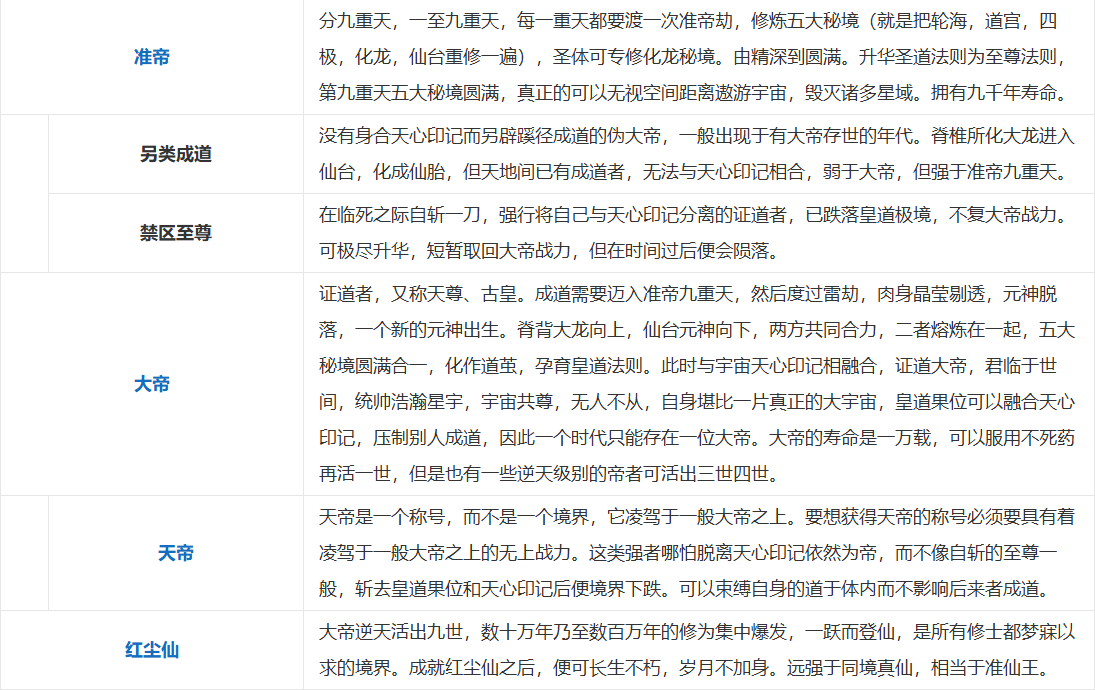 准帝
分九重天，一至九重天，每一重天都要渡一次准帝劫，修炼五大秘境（就是把轮海，道宫，四
极，化龙，仙台重修一遍），圣体可专修化龙秘境。由精深到圆满。升华圣道法则为至尊法则，
第九重天五大秘境圆满，真正的可以无视空间距离遨游宇宙，毁灭诸多星域。拥有九千年寿命。
另类成道
没有身合天心印记而另辟蹊径成道的伪大帝，一般出现于有大帝存世的年代。脊椎所化大龙进入
仙台，化成仙胎，但天地间已有成道者，无法与天心印记相合，弱于大帝，但强于准帝九重天。
禁区至尊
在临死之际自斩一刀，强行将自己与天心印记分离的证道者，已跌落皇道极境，不复大帝战力。
可极尽升华，短暂取回大帝战力，但在时间过后便会陨落。
大帝
证道者，又称天尊、古皇。成道需要迈入准帝九重天，然后度过雷劫，肉身晶莹剔透，元神脱
落，一个新的元神出生。脊背大龙向上，仙台元神向下，两方共同合力，二者熔炼在一起，五大
秘境圆满合一，化作道茧，孕育皇道法则。此时与宇宙天心印记相融合，证道大帝，君临于世
间，统帅浩瀚星宇，宇宙共尊，无人不从，自身堪比一片真正的大宇宙，皇道果位可以融合天心
印记，压制别人成道，因此一个时代只能存在一位大帝。大帝的寿命是一万载，可以服用不死药
再活一世，但是也有一些逆天级别的帝者可活出三世四世。
天帝
天帝是一个称号，而不是一个境界，它凌驾于一般大帝之上。要想获得天帝的称号必须要具有着
凌驾于一般大帝之上的无上战力。这类强者哪怕脱离天心印记依然为帝，而不像自斩的至尊一
般，斩去皇道果位和天心印记后便境界下跌。可以束缚自身的道于体内而不影响后来者成道。
红尘仙
大帝逆天活出九世，数十万年乃至数百万年的修为集中爆发，一跃而登仙，是所有修士都梦寐以
求的境界。成就红尘仙之后，便可长生不朽，岁月不加身。远强于同境真仙，相当于准仙王。